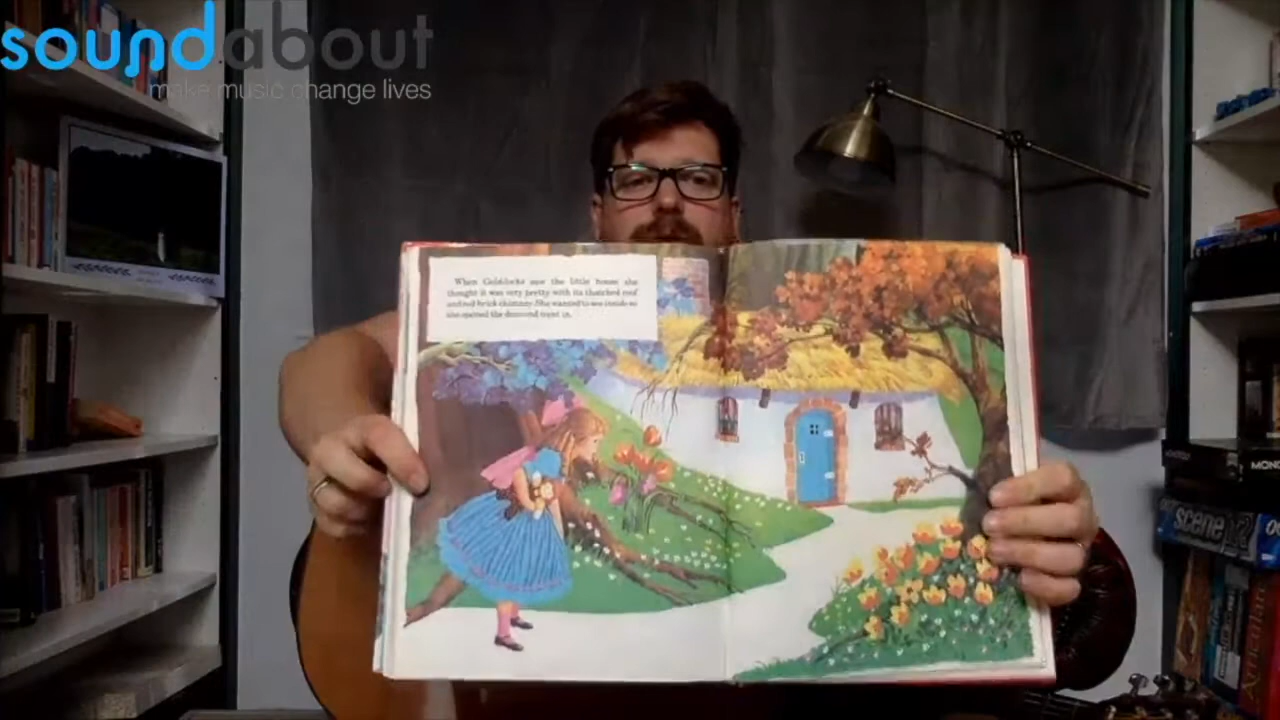 soundabout
make music change lives
When Goldilocks saw the little house she
thought it was very pretty with its thatched roof
and red brick chimney. She wanted to see inside so
she opened the door and went in.
scene
MONO